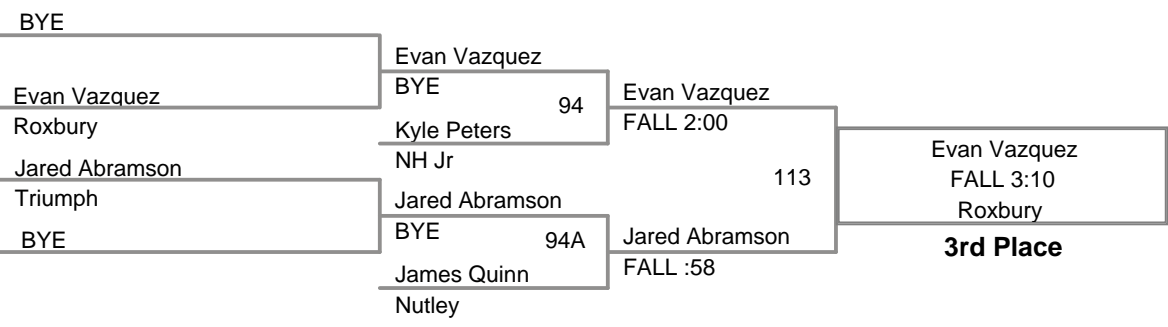 BYE
Evan Vazquez
Roxbury
Jared Abramson
Triumph
BYE
Evan Vazquez
BYE
94
Kyle Peters
NH Jr
Jared Abramson
BYE
94A
James Quinn
Nutley
Evan Vazquez
FALL 2:00
113
Jared Abramson
FALL :58
Evan Vazquez
FALL 3:10
Roxbury
3rd Place